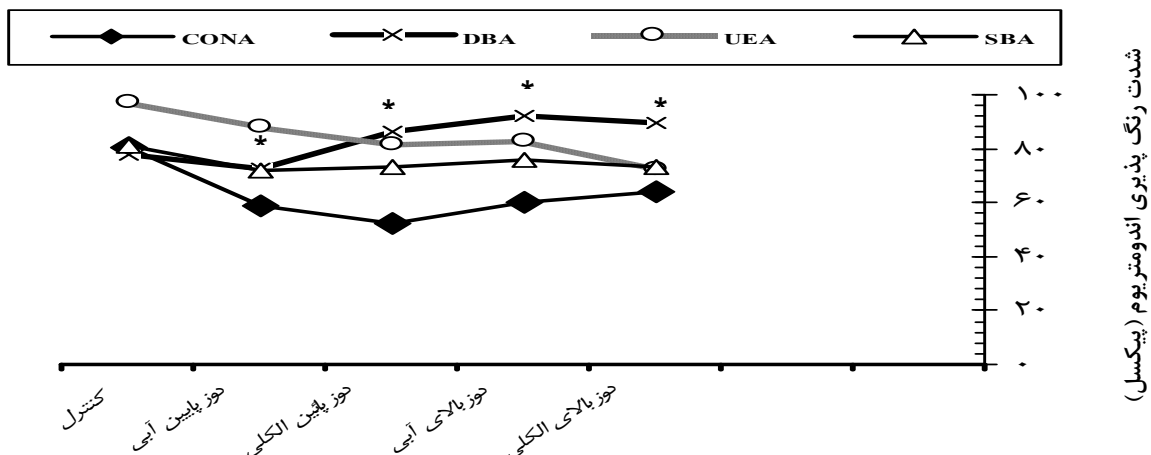 CONA DBA UEA SBA
شدت رنگ پذیری اندومتریوم (پیکسل)
۱۰۰
۸۰
۶۰
۴۰
۲۰
۰
* * * *
کنترل
دوز پایین آبی
دوز پائین الکلی
دوز بالای آبی
دوز بالای الکلی